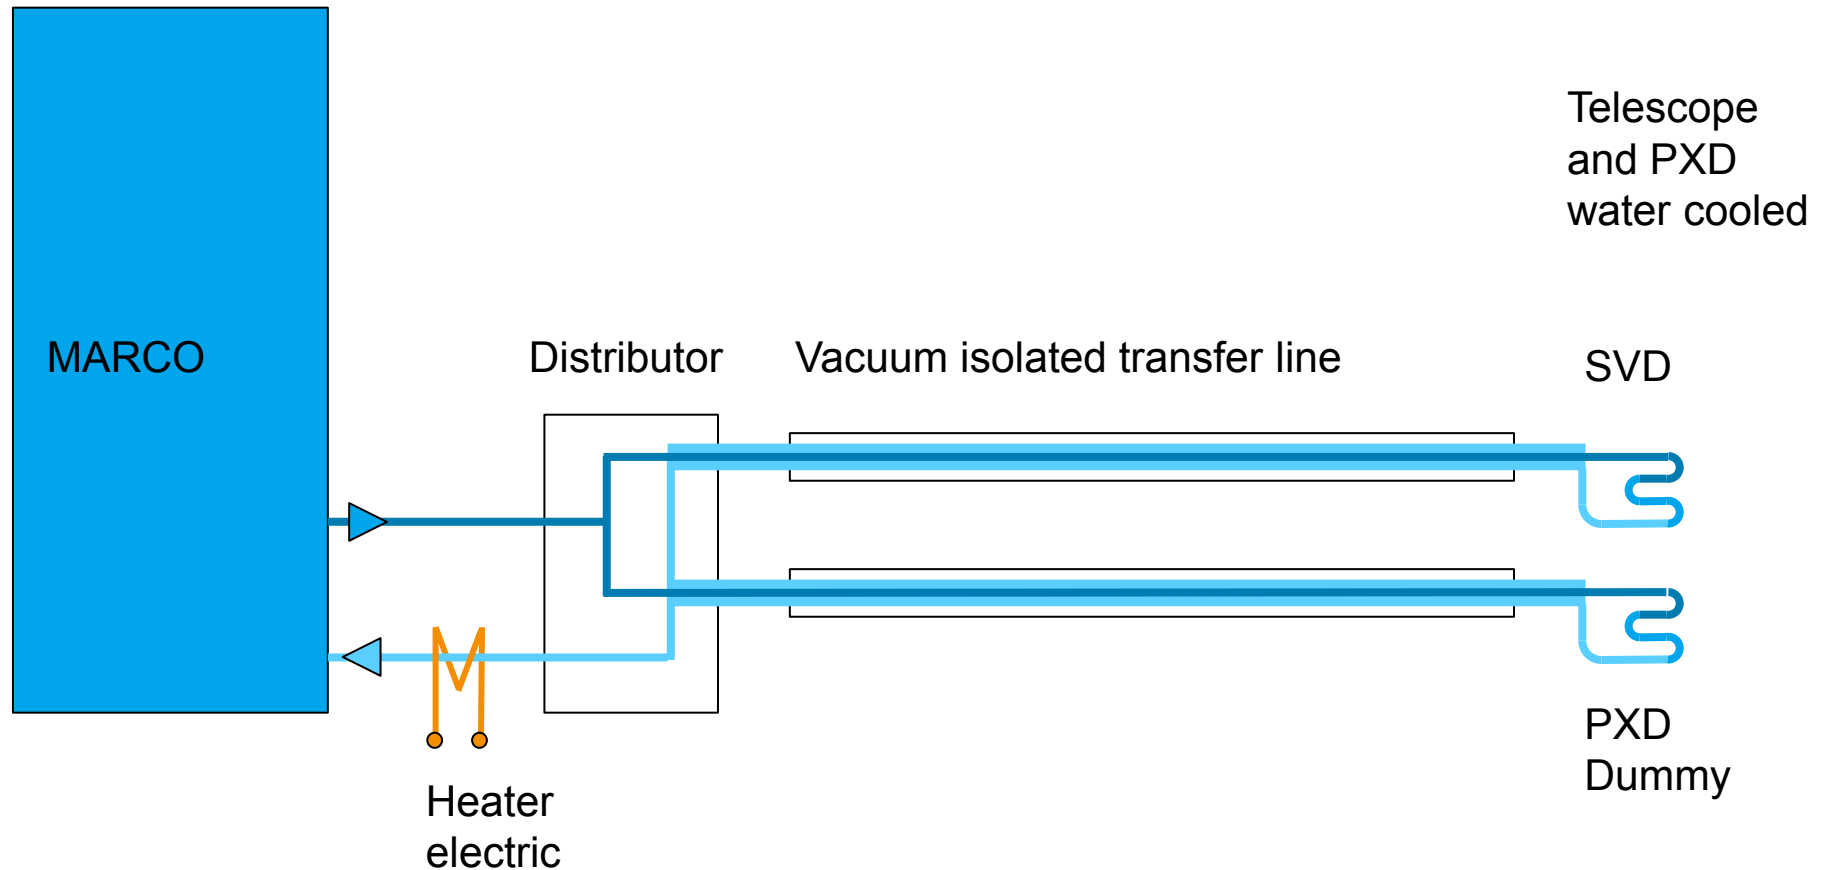 Telescope
and PXD
water cooled
MARCO
Distributor
Vacuum isolated transfer line
SVD
PXD
Dummy
Heater
electric